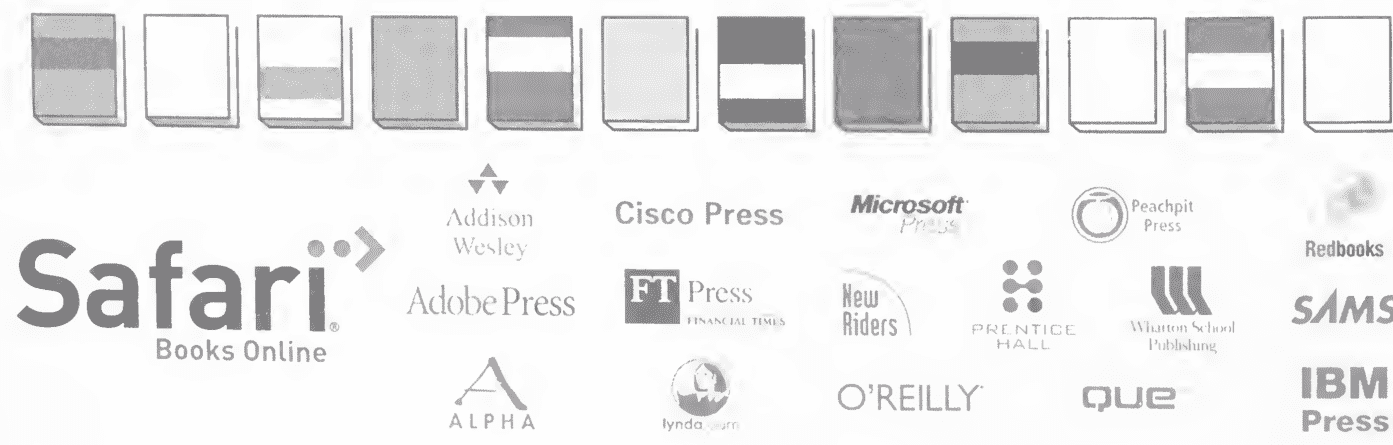 Addison
Wesley
Cisco Press
Microsoft
Press
Peachpit
Press
Redbooks
Safari
Books Online
Adobe Press
FT Press
FINANCIAL TIMES
New
Riders
PRENTICE
HALL
Wharton School
Publishing
SAMS
ALPHA
lynda.com
O'REILLY
QUE
IBM
Press